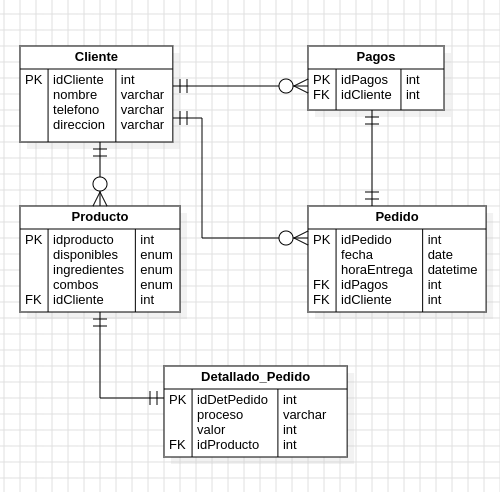 Cliente
PK idCliente int
nombre varchar
telefono varchar
direccion varchar
Pagos
PK idPagos int
FK idCliente int
Producto
PK idproducto int
disponibles enum
ingredientes enum
combos enum
FK idCliente int
Pedido
PK idPedido int
fecha date
horaEntrega datetime
FK idPagos int
FK idCliente int
Detallado_Pedido
PK idDetPedido int
proceso varchar
valor int
FK idProducto int